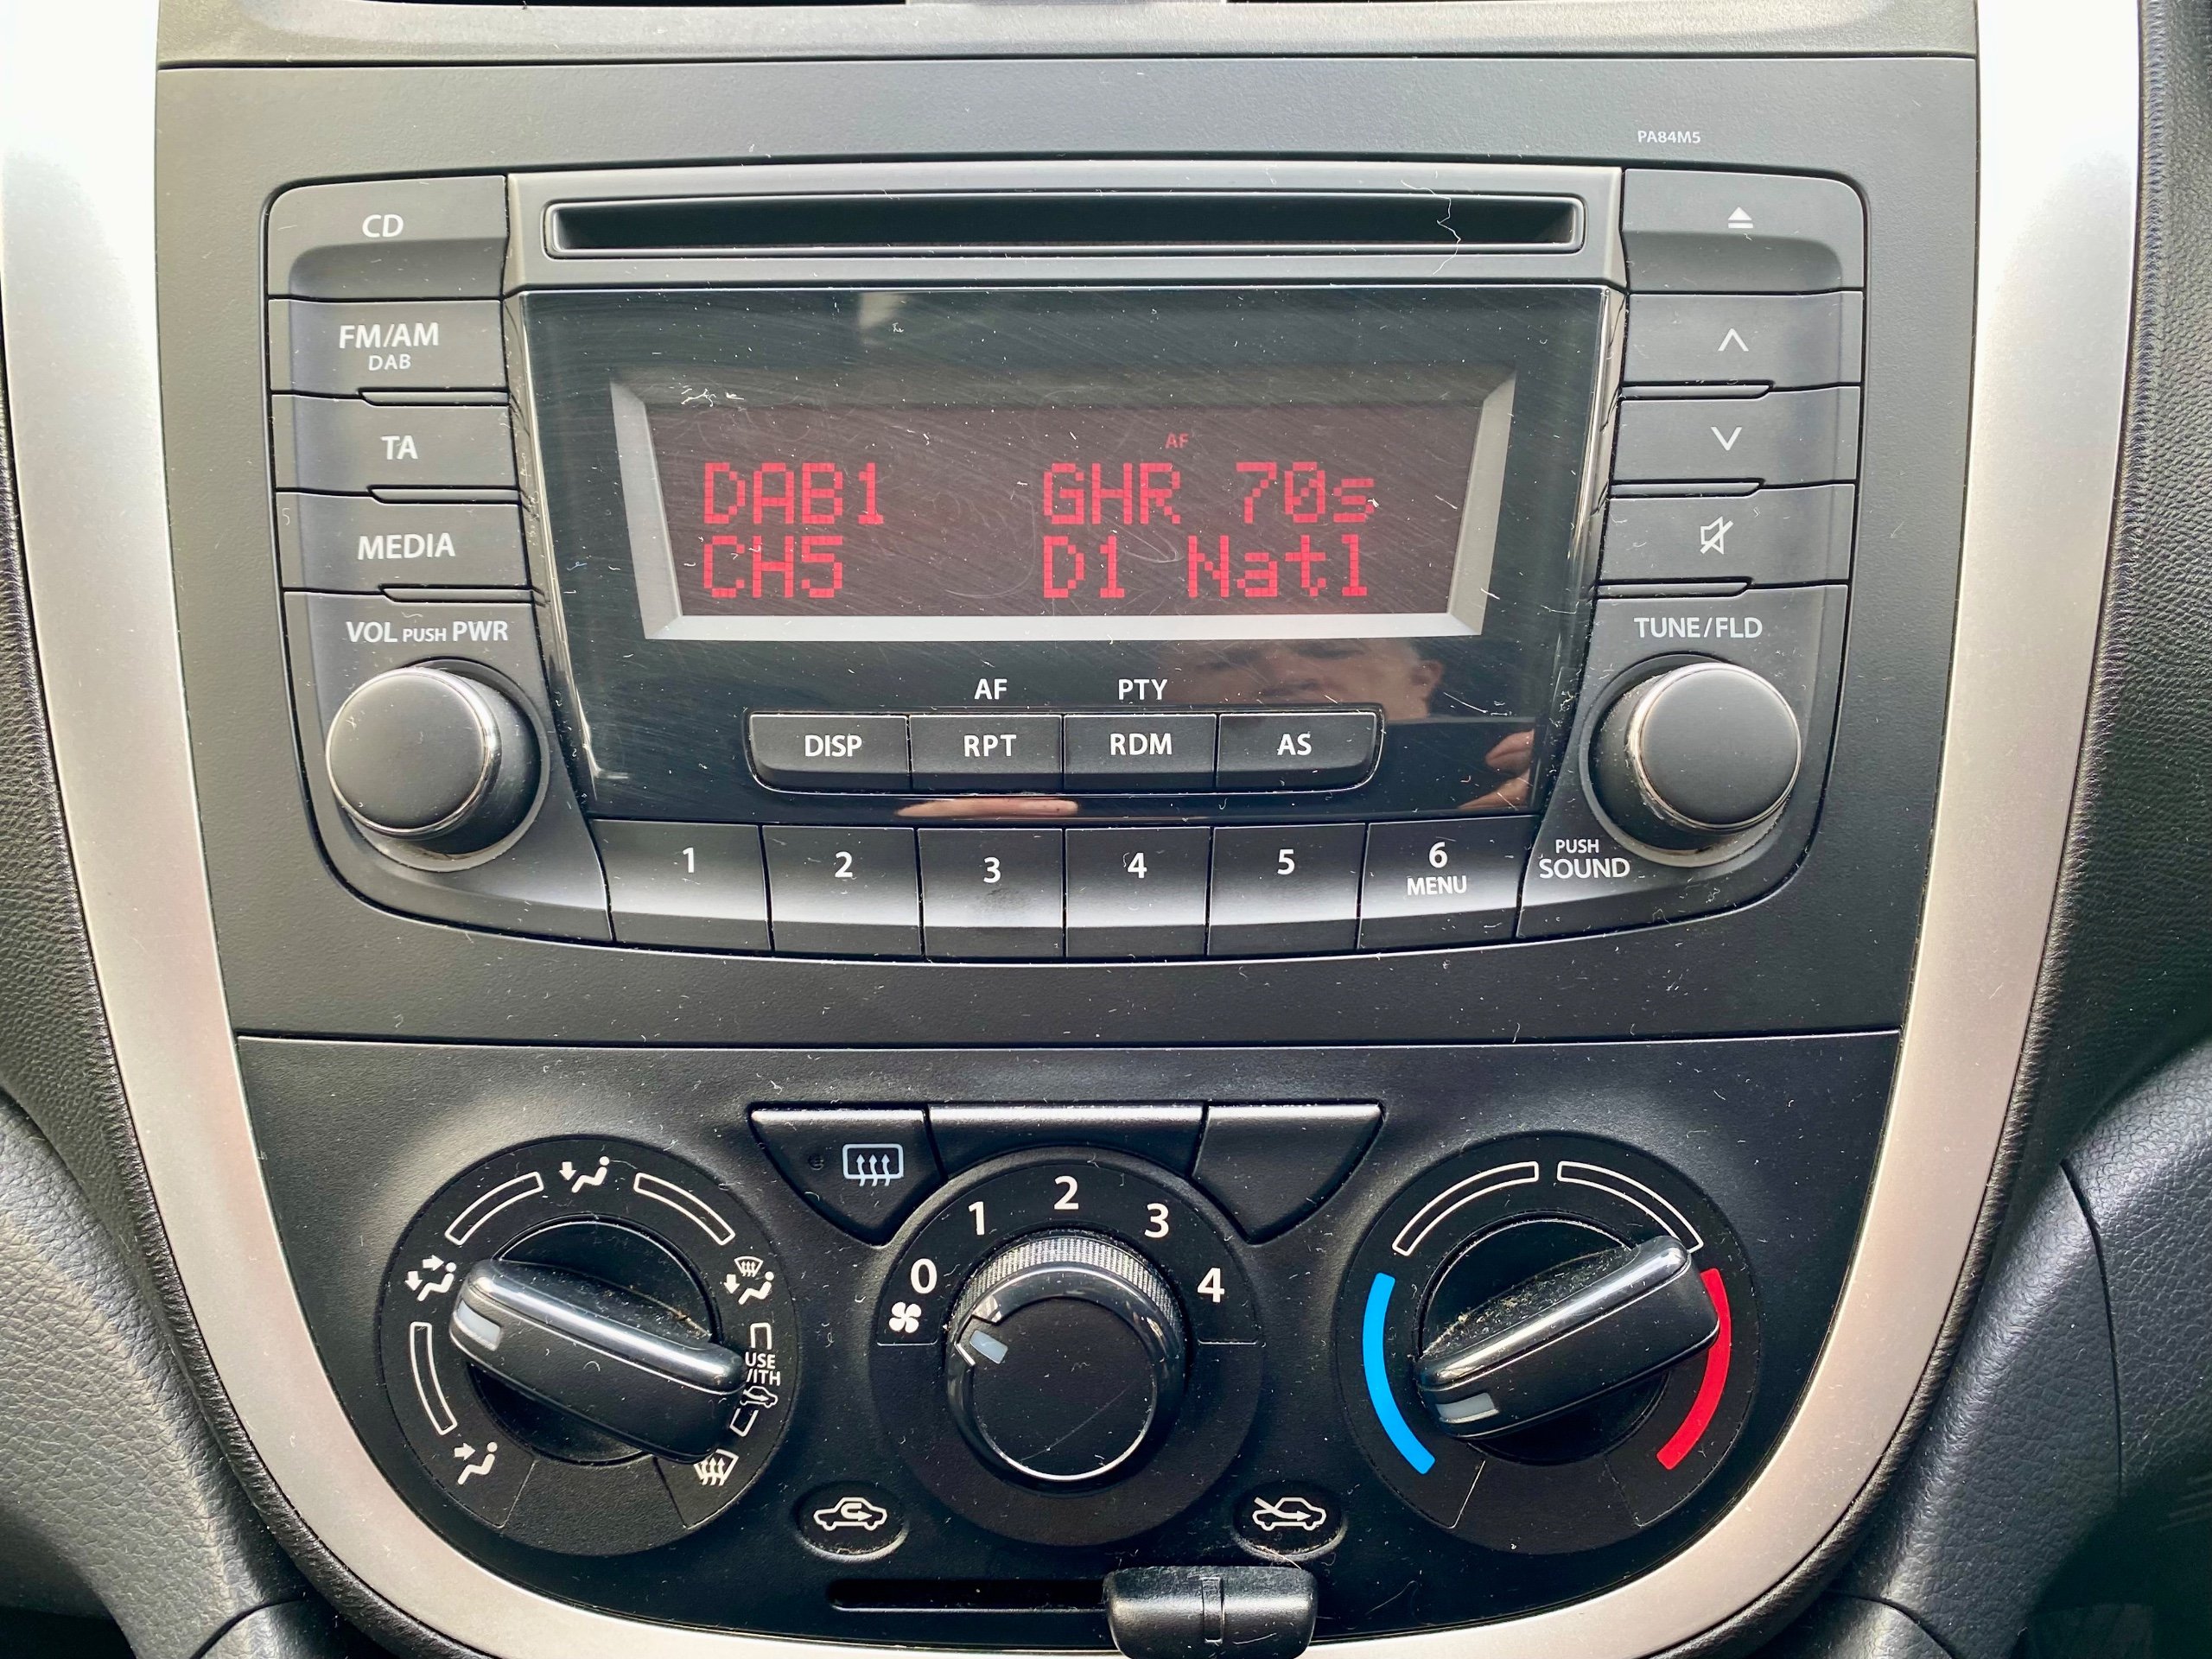 PA84M5
CD
FM/AM
DAB
TA
MEDIA
VOL PUSH PWR
AF
DAB1 GHR 70s
CH5 D1 Natl
TUNE/FLD
AF PTY
DISP RPT RDM AS
PUSH
SOUND
1 2 3 4 5 6
MENU
0 1 2 3 4
USE